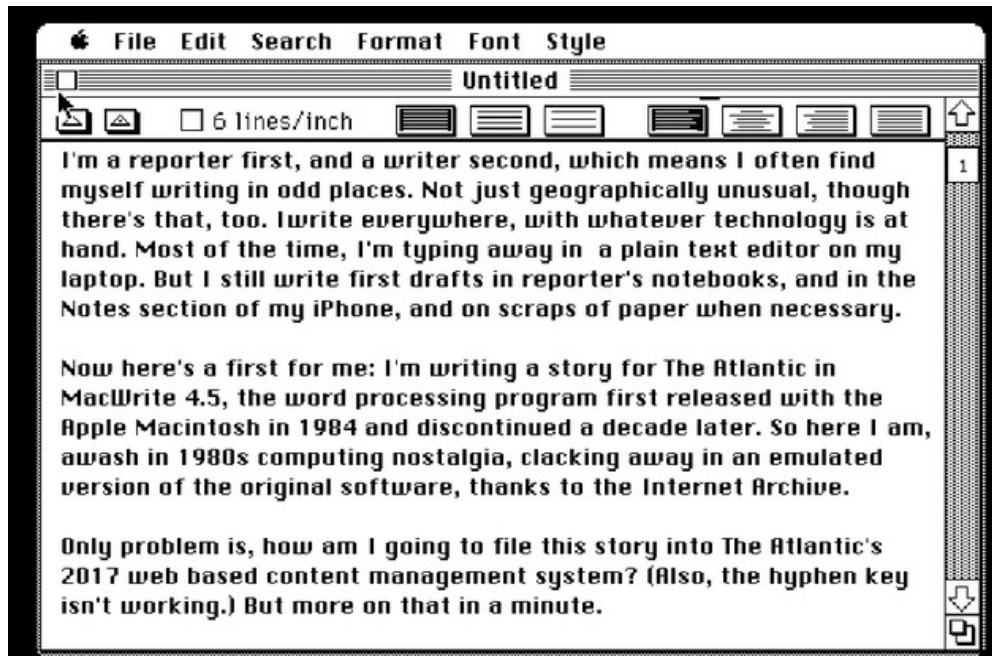 File Edit Search Format Font Style
Untitled
6 lines/inch
1
I'm a reporter first, and a writer second, which means I often find
myself writing in odd places. Not just geographically unusual, though
there's that, too. Iwrite everywhere, with whatever technology is at
hand. Most of the time, I'm typing away in  a plain text editor on my
laptop. But I still write first drafts in reporter's notebooks, and in the
Notes section of my iPhone, and on scraps of paper when necessary.
Now here's a first for me: I'm writing a story for The Atlantic in
MacWrite 4.5, the word processing program first released with the
Apple Macintosh in 1984 and discontinued a decade later. So here I am,
awash in 1980s computing nostalgia, clacking away in an emulated
version of the original software, thanks to the Internet Archive.
Only problem is, how am I going to file this story into The Atlantic's
2017 web based content management system? (Also, the hyphen key
isn't working.) But more on that in a minute.